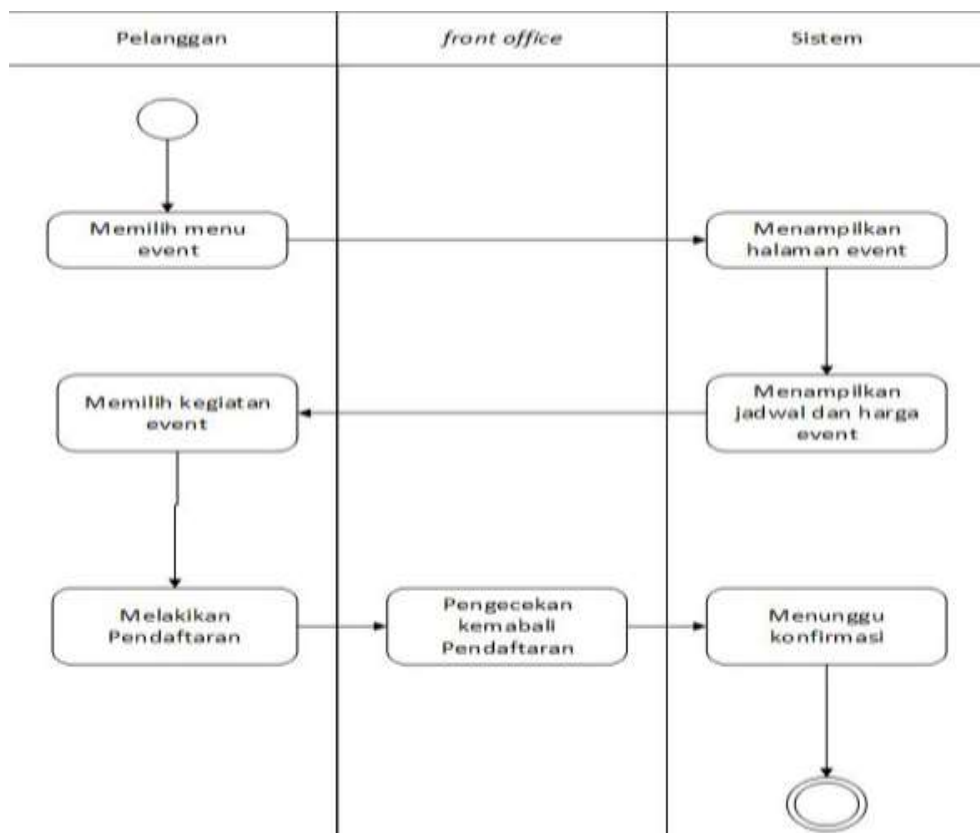 Pelanggan
front office
Sistem
Memilih menu
event
Menampilkan
halaman event
Memilih kegiatan
event
Menampilkan
jadwal dan harga
event
Melakikan
Pendaftaran
Pengecekan
kemabali
Pendaftaran
Menunggu
konfirmasi